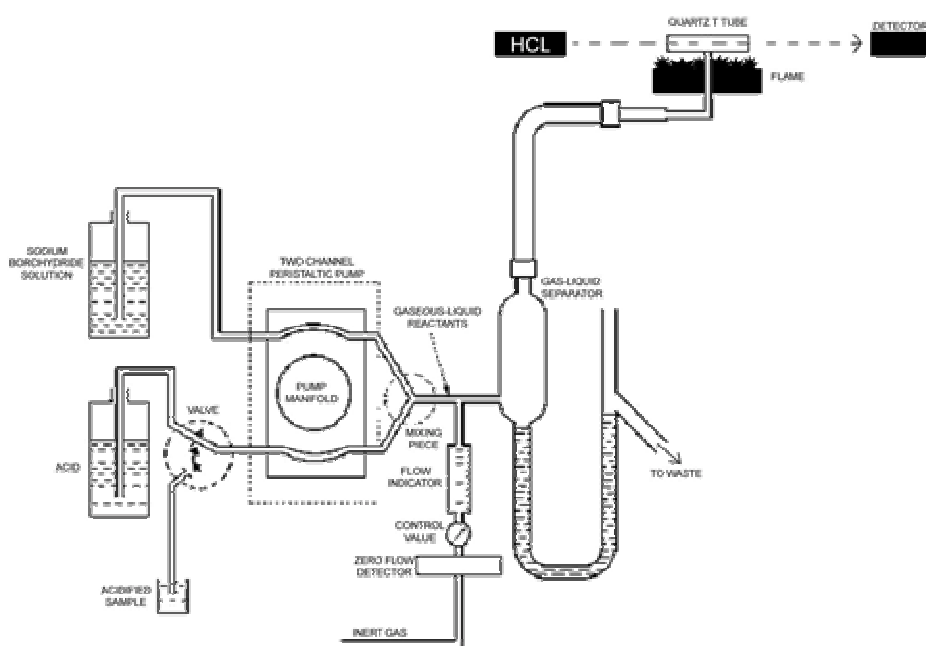 QUARTZ T TUBE
DETECTOR
HCL
FLAME
SODIUM
BOROHYDRIDE
SOLUTION
TWO CHANNEL
PERISTALTIC PUMP
GAS-LIQUID
SEPARATOR
GASEOUS-LIQUID
REACTANTS
PUMP
MANIFOLD
VALVE
MIXING
PIECE
ACID
FLOW
INDICATOR
TO WASTE
CONTROL
VALUE
ZERO FLOW
DETECTOR
ACIDIFIED
SAMPLE
INERT GAS